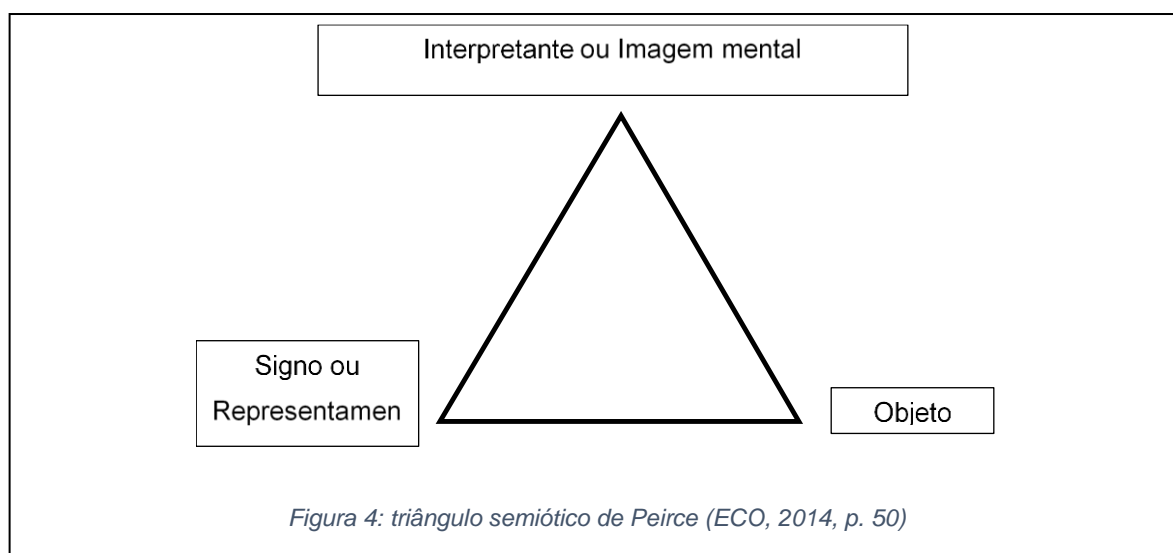 Interpretante ou Imagem mental
Signo ou
Representamen
Objeto
Figura 4: triângulo semiótico de Peirce (ECO, 2014, p. 50)